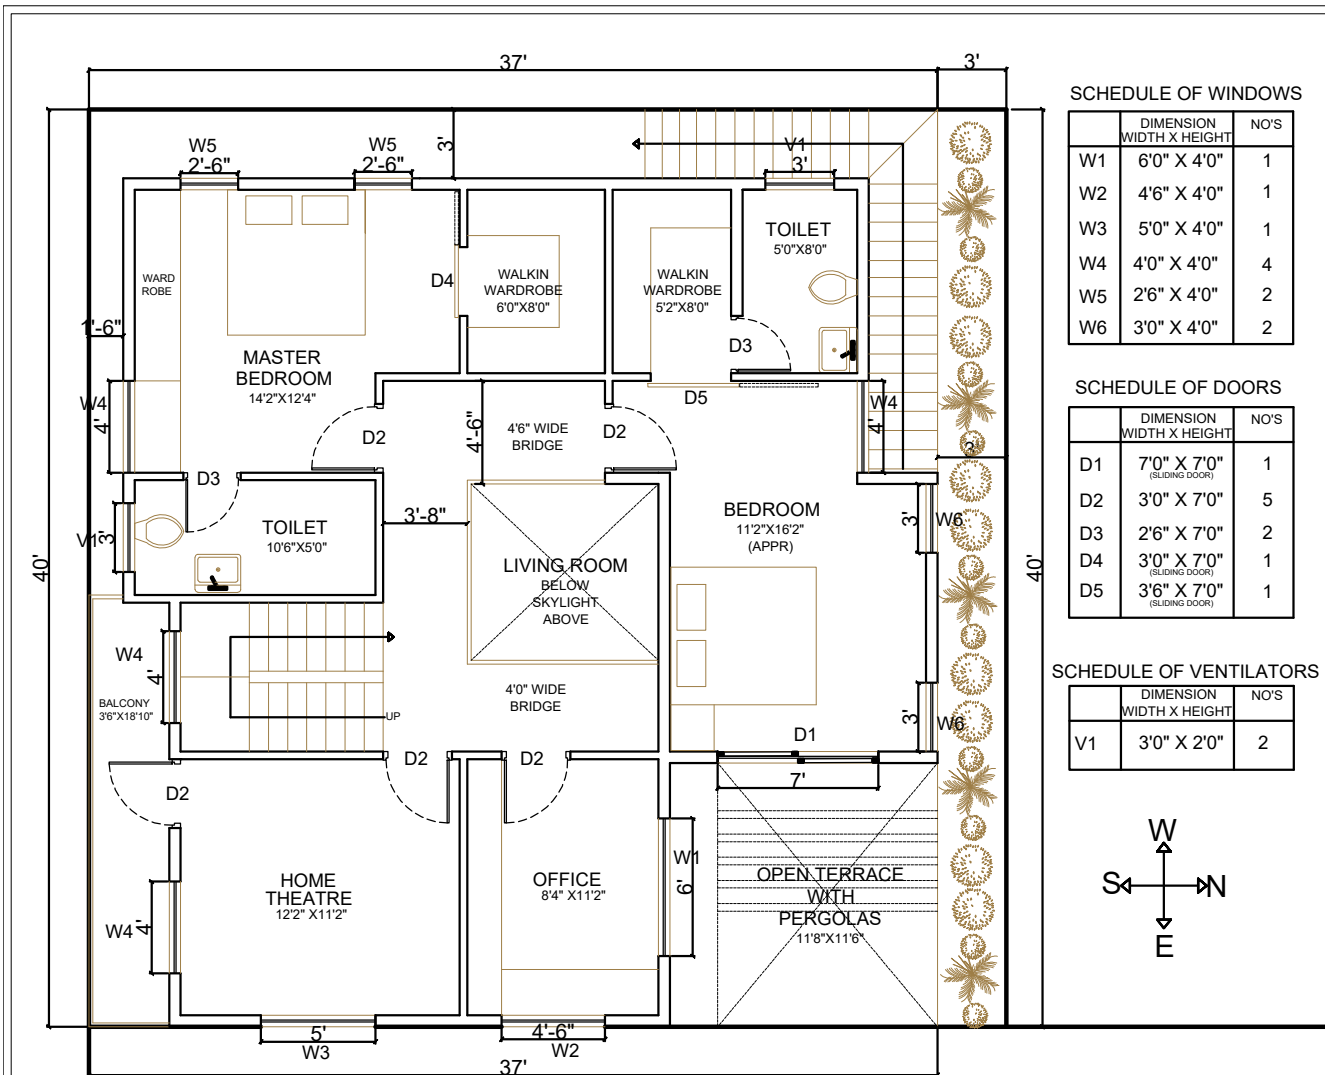 37'
3'
3'
W5
2'-6"
W5
2'-6"
V1
3'
TOILET
5'0"X8'0"
WARD
ROBE
D4
WALKIN
WARDROBE
6'0"X8'0"
WALKIN
WARDROBE
5'2"X8'0"
D3
1'-6"
MASTER
BEDROOM
14'2"X12'4"
W4
4'
D2
4'-6"
4'6" WIDE
BRIDGE
D2
D5
W4
4'
3'
D3
TOILET
10'6"X5'0"
V1
3'
3'-8"
BEDROOM
11'2"X16'2"
(APPR)
3'
W6
40'
40'
LIVING ROOM
BELOW
SKYLIGHT
ABOVE
W4
4'
BALCONY
3'6"X18'10"
UP
4'0" WIDE
BRIDGE
3'
W6
D1
7'
D2
D2
D2
W1
6'
HOME
THEATRE
12'2" X11'2"
OFFICE
8'4" X11'2"
OPEN TERRACE
WITH
PERGOLAS
11'8"X11'6"
W4
4'
5'
W3
4'-6"
W2
37'
SCHEDULE OF WINDOWS
DIMENSION NO'S
WIDTH X HEIGHT
W1 6'0" X 4'0" 1
W2 4'6" X 4'0" 1
W3 5'0" X 4'0" 1
W4 4'0" X 4'0" 4
W5 2'6" X 4'0" 2
W6 3'0" X 4'0" 2
SCHEDULE OF DOORS
DIMENSION NO'S
WIDTH X HEIGHT
D1 7'0" X 7'0" 1
(SLIDING DOOR)
D2 3'0" X 7'0" 5
D3 2'6" X 7'0" 2
D4 3'0" X 7'0" 1
(SLIDING DOOR)
D5 3'6" X 7'0" 1
(SLIDING DOOR)
SCHEDULE OF VENTILATORS
DIMENSION NO'S
WIDTH X HEIGHT
V1 3'0" X 2'0" 2
W
S N
E